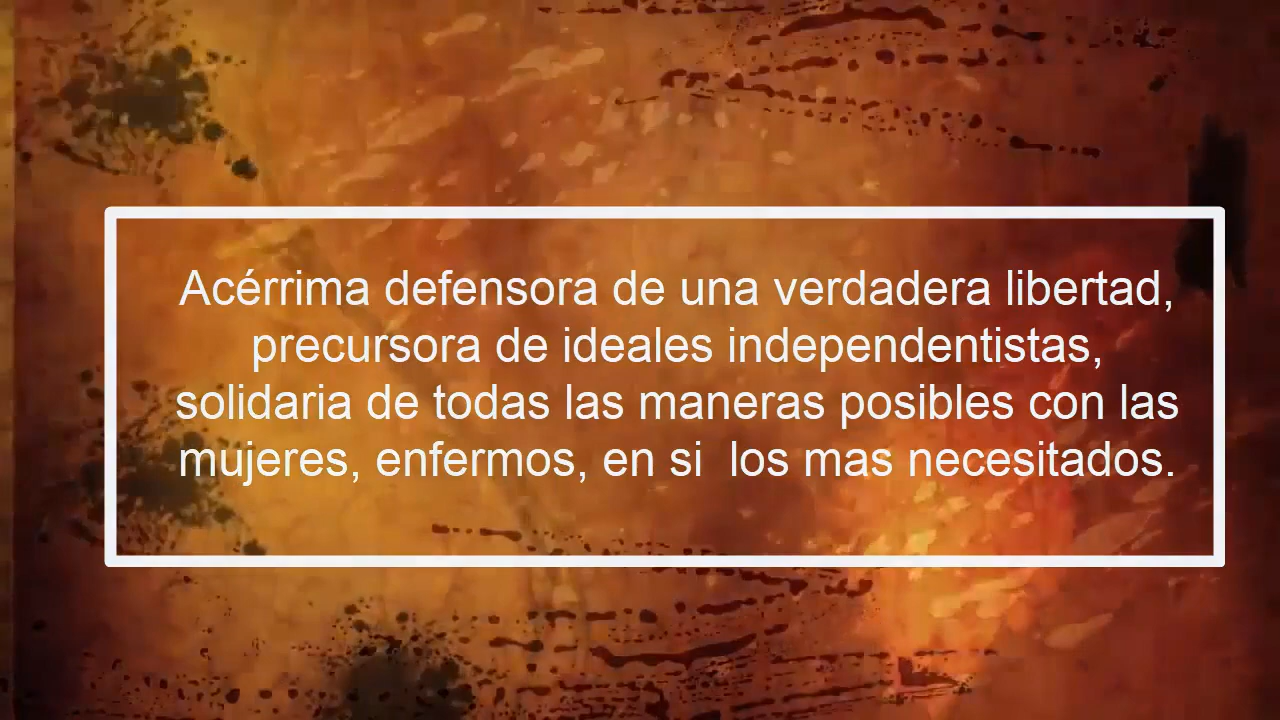 Acérrima defensora de una verdadera libertad,
precursora de ideales independentistas,
solidaria de todas las maneras posibles con las
mujeres, enfermos, en si  los mas necesitados.